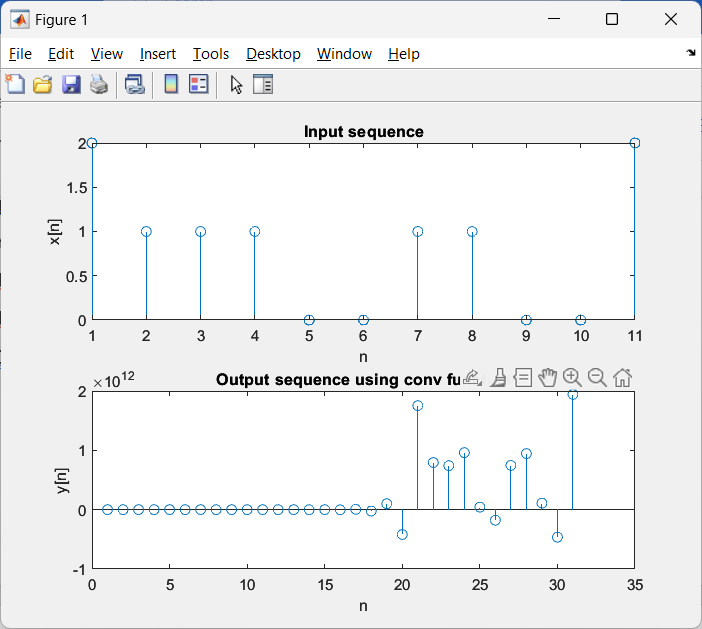 Figure 1
File Edit View Insert Tools Desktop Window Help
Input sequence
2
1.5
1
0.5
0
x[n]
1 2 3 4 5 6 7 8 9 10 11
n
×10^12
Output sequence using conv fu
2
1
0
-1
y[n]
0 5 10 15 20 25 30 35
n